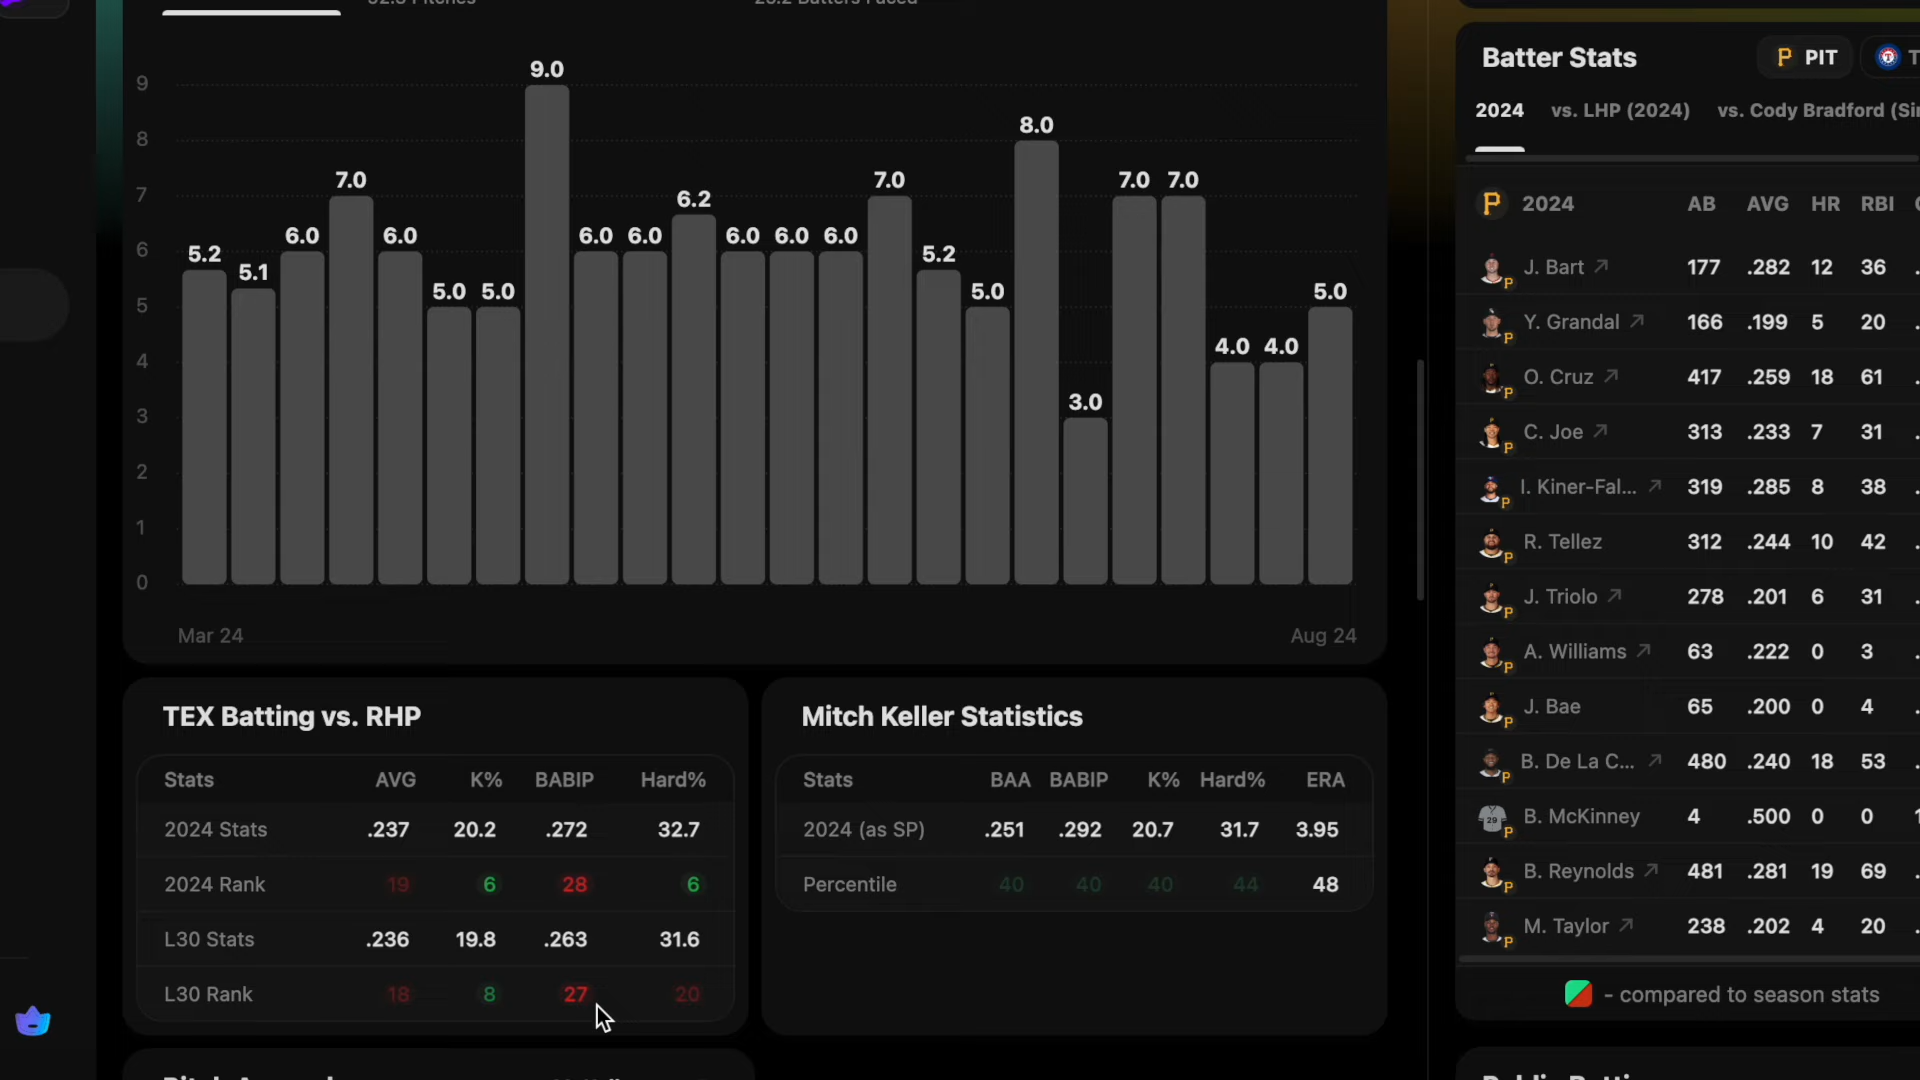 Batter Stats
PIT
2024
vs. LHP (2024)
vs. Cody Bradford (Sin
2024 AB AVG HR RBI
J. Bart 177 .282 12 36
Y. Grandal 166 .199 5 20
O. Cruz 417 .259 18 61
C. Joe 313 .233 7 31
I. Kiner-Fal... 319 .285 8 38
R. Tellez 312 .244 10 42
J. Triolo 278 .201 6 31
A. Williams 63 .222 0 3
J. Bae 65 .200 0 4
B. De La C... 480 .240 18 53
B. McKinney 4 .500 0 0
B. Reynolds 481 .281 19 69
M. Taylor 238 .202 4 20
- compared to season stats
9
8
7
6
5
4
3
2
1
0
5.2 5.1 6.0 7.0 6.0 5.0 5.0 9.0 6.0 6.0 6.2 6.0 6.0 6.0 7.0 5.2 5.0 8.0 3.0 7.0 7.0 4.0 4.0 5.0
Mar 24
Aug 24
TEX Batting vs. RHP
Stats AVG K% BABIP Hard%
2024 Stats .237 20.2 .272 32.7
2024 Rank 19 6 28 6
L30 Stats .236 19.8 .263 31.6
L30 Rank 18 8 27 20
Mitch Keller Statistics
Stats BAA BABIP K% Hard% ERA
2024 (as SP) .251 .292 20.7 31.7 3.95
Percentile 40 40 40 44 48